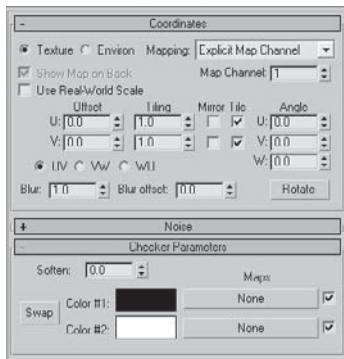 - Coordinates
Texture Environ Mapping: Explicit Map Channel
Show Map on Back Map Channel: 1
Use Real-World Scale
Offset Tiling Mirror Tile Angle
U: 0.0 1.0 U: 0.0
V: 0.0 1.0 V: 0.0
W: 0.0
UV VW WU
Blur: 1.0 Blur offset: 0.0 Rotate
+ Noise
- Checker Parameters
Soften: 0.0
Maps
Swap Color #1: None
Color #2: None